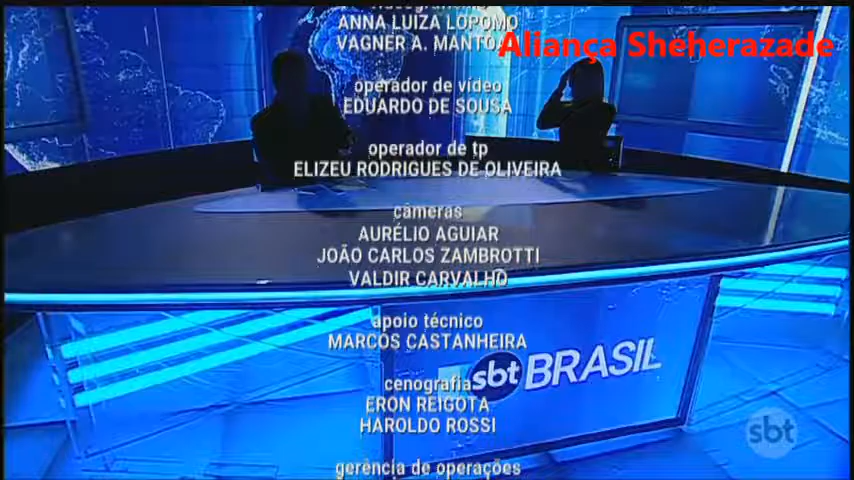 ANNA LUIZA LOPOMO
VAGNER A. MANTO
Aliança Sheherazade
operador de vídeo
EDUARDO DE SOUSA
operador de tp
ELIZEU RODRIGUES DE OLIVEIRA
câmeras
AURÉLIO AGUIAR
JOÃO CARLOS ZAMBROTTI
VALDIR CARVALHO
apoio técnico
MARCOS CASTANHEIRA
sbt BRASIL
cenografia
ERON REIGOTA
HAROLDO ROSSI
sbt
gerência de operações